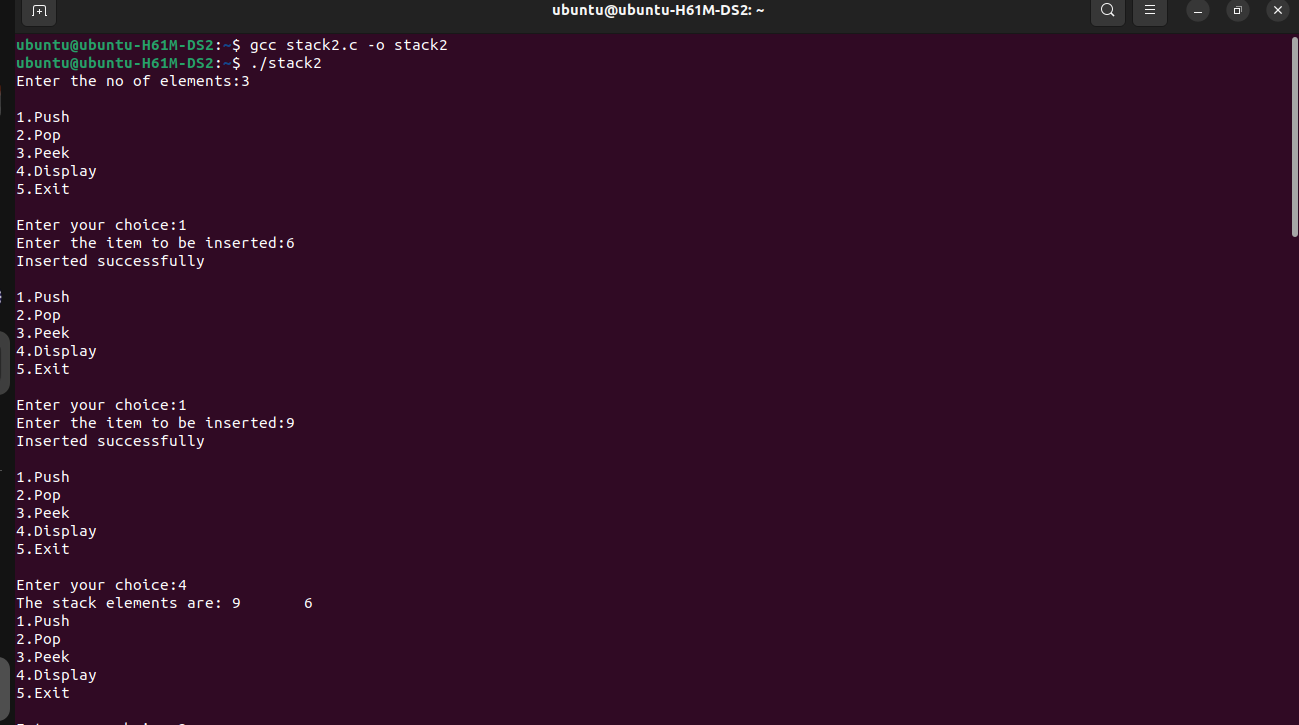 ubuntu@ubuntu-H61M-DS2: ~
ubuntu@ubuntu-H61M-DS2:~$ gcc stack2.c -o stack2
ubuntu@ubuntu-H61M-DS2:~$ ./stack2
Enter the no of elements:3
1.Push
2.Pop
3.Peek
4.Display
5.Exit
Enter your choice:1
Enter the item to be inserted:6
Inserted successfully
1.Push
2.Pop
3.Peek
4.Display
5.Exit
Enter your choice:1
Enter the item to be inserted:9
Inserted successfully
1.Push
2.Pop
3.Peek
4.Display
5.Exit
Enter your choice:4
The stack elements are: 9 6
1.Push
2.Pop
3.Peek
4.Display
5.Exit